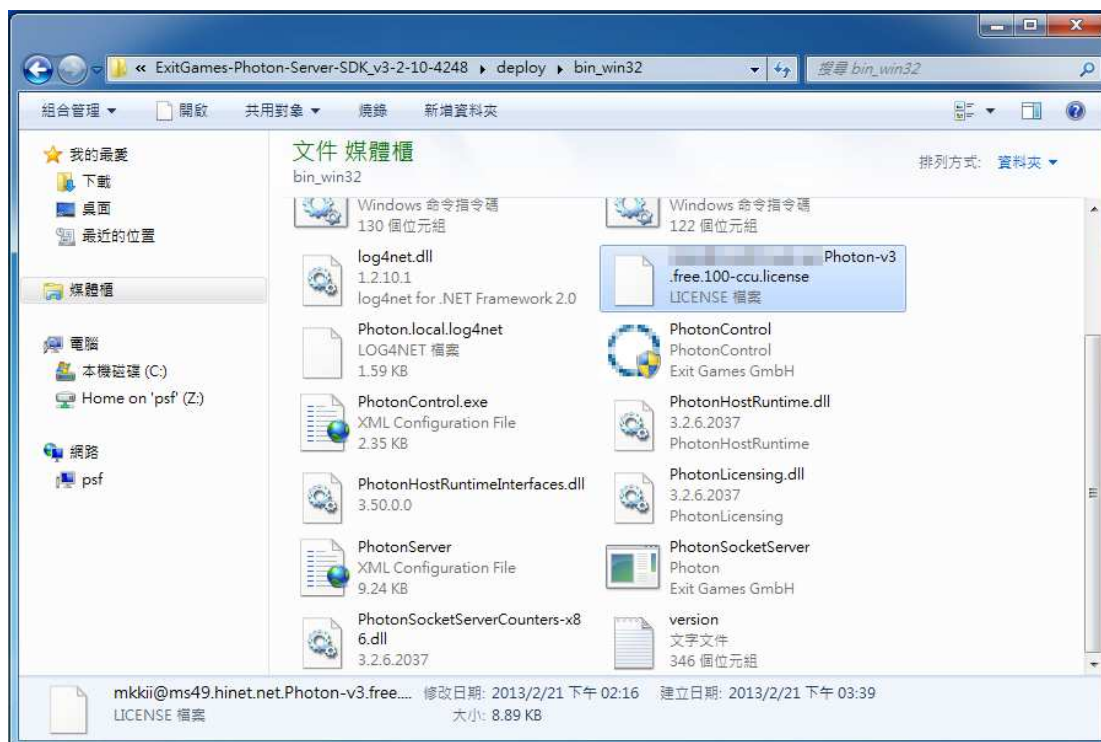 « ExitGames-Photon-Server-SDK_v3-2-10-4248 ▸ deploy ▸ bin_win32
搜尋 bin_win32
組合管理 開啟 共用對象 燒錄 新增資料夾
我的最愛
下載
桌面
最近的位置
媒體櫃
電腦
本機磁碟 (C:)
Home on 'psf' (Z:)
網路
psf
文件 媒體櫃
bin_win32
排列方式: 資料夾
Windows 命令指令碼
130 個位元組
Windows 命令指令碼
122 個位元組
log4net.dll
1.2.10.1
log4net for .NET Framework 2.0
.Photon-v3
.free.100-ccu.license
LICENSE 檔案
Photon.local.log4net
LOG4NET 檔案
1.59 KB
PhotonControl
PhotonControl
Exit Games GmbH
PhotonControl.exe
XML Configuration File
2.35 KB
PhotonHostRuntime.dll
3.2.6.2037
PhotonHostRuntime
PhotonHostRuntimeInterfaces.dll
3.50.0.0
PhotonLicensing.dll
3.2.6.2037
PhotonLicensing
PhotonServer
XML Configuration File
9.24 KB
PhotonSocketServer
Photon
Exit Games GmbH
PhotonSocketServerCounters-x8
6.dll
3.2.6.2037
version
文字文件
346 個位元組
mkkii@ms49.hinet.net.Photon-v3.free.... 修改日期: 2013/2/21 下午 02:16 建立日期: 2013/2/21 下午 03:39
LICENSE 檔案 大小: 8.89 KB